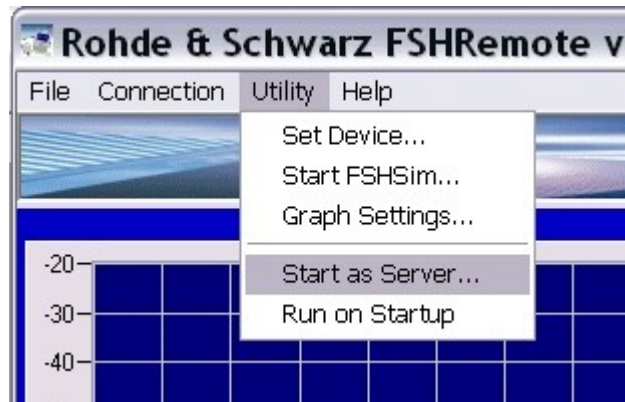 Rohde & Schwarz FSHRemote v
File Connection Utility Help
Set Device...
Start FSHSim...
Graph Settings...
Start as Server...
Run on Startup
-20
-30
-40